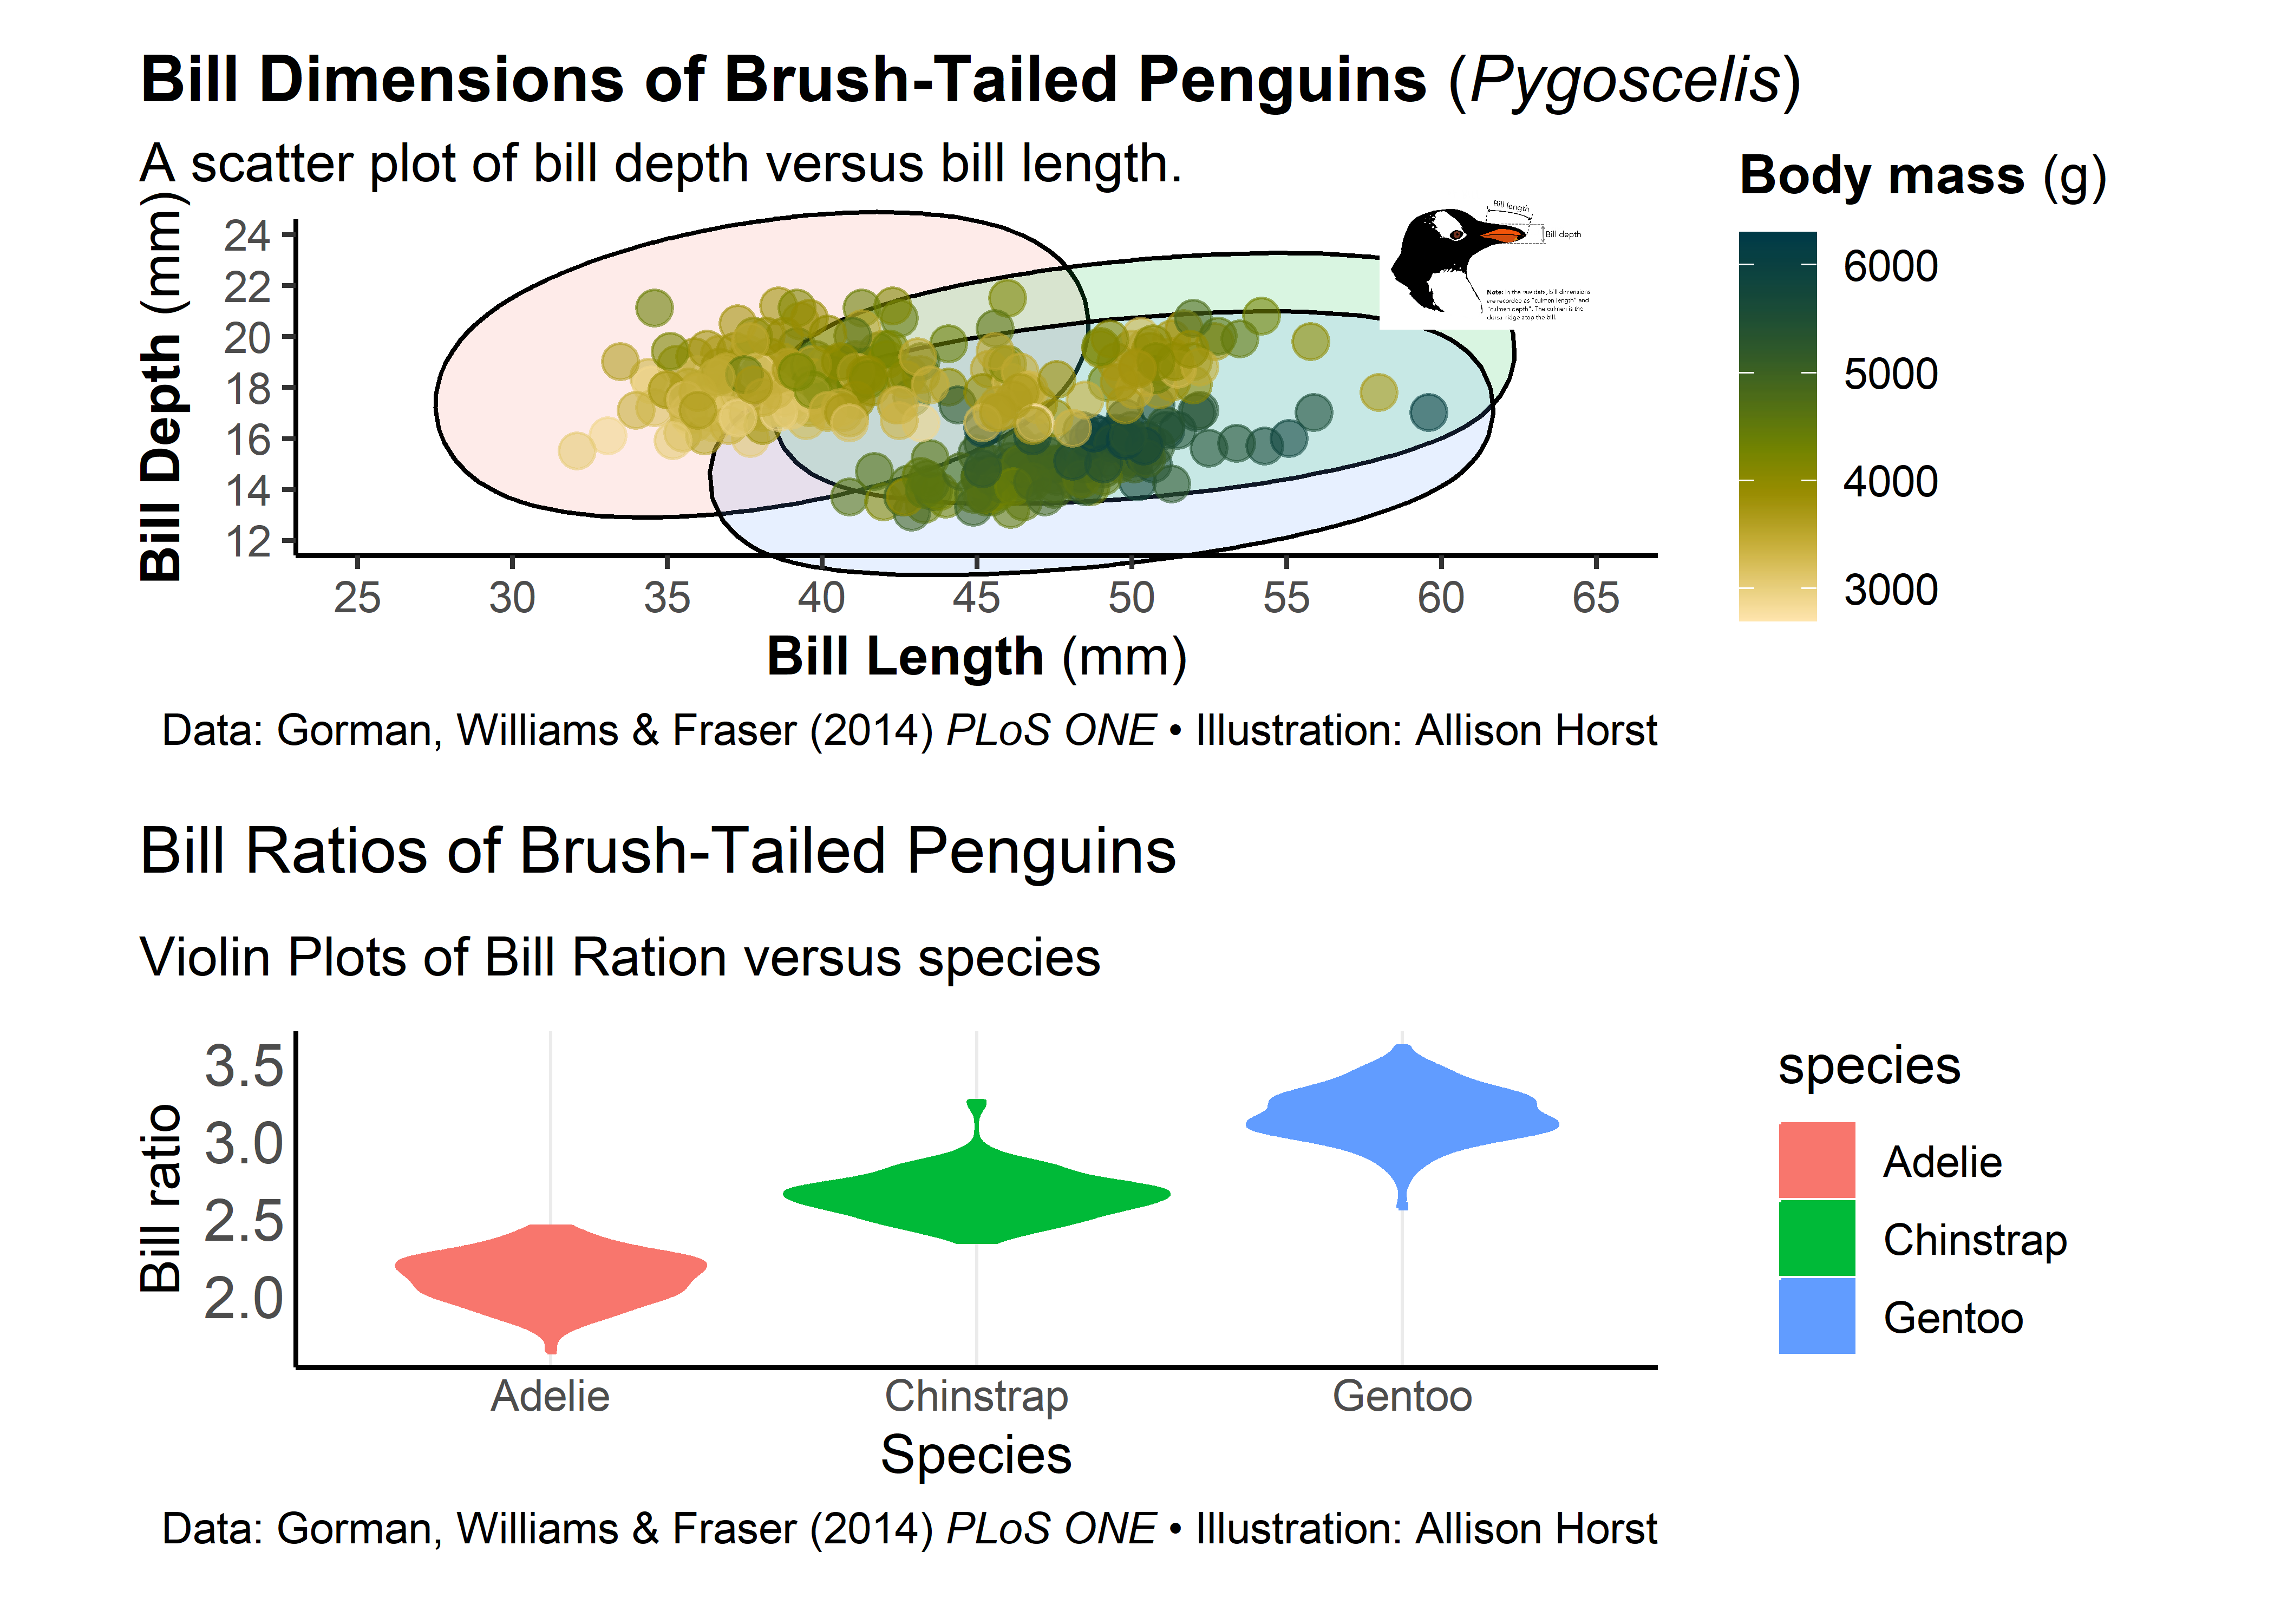 Bill Dimensions of Brush-Tailed Penguins (Pygoscelis)
A scatter plot of bill depth versus bill length.
Bill Depth (mm)
24
22
20
18
16
14
12
Bill length
Bill depth
Note: In the raw data, bill dimensions
are recorded as "culmen length" and
"culmen depth". The culmen is the
dorsal ridge atop the bill.
25 30 35 40 45 50 55 60 65
Bill Length (mm)
Body mass (g)
6000
5000
4000
3000
Data: Gorman, Williams & Fraser (2014) PLoS ONE • Illustration: Allison Horst
Bill Ratios of Brush-Tailed Penguins
Violin Plots of Bill Ration versus species
Bill ratio
3.5
3.0
2.5
2.0
Adelie Chinstrap Gentoo
Species
species
Adelie
Chinstrap
Gentoo
Data: Gorman, Williams & Fraser (2014) PLoS ONE • Illustration: Allison Horst